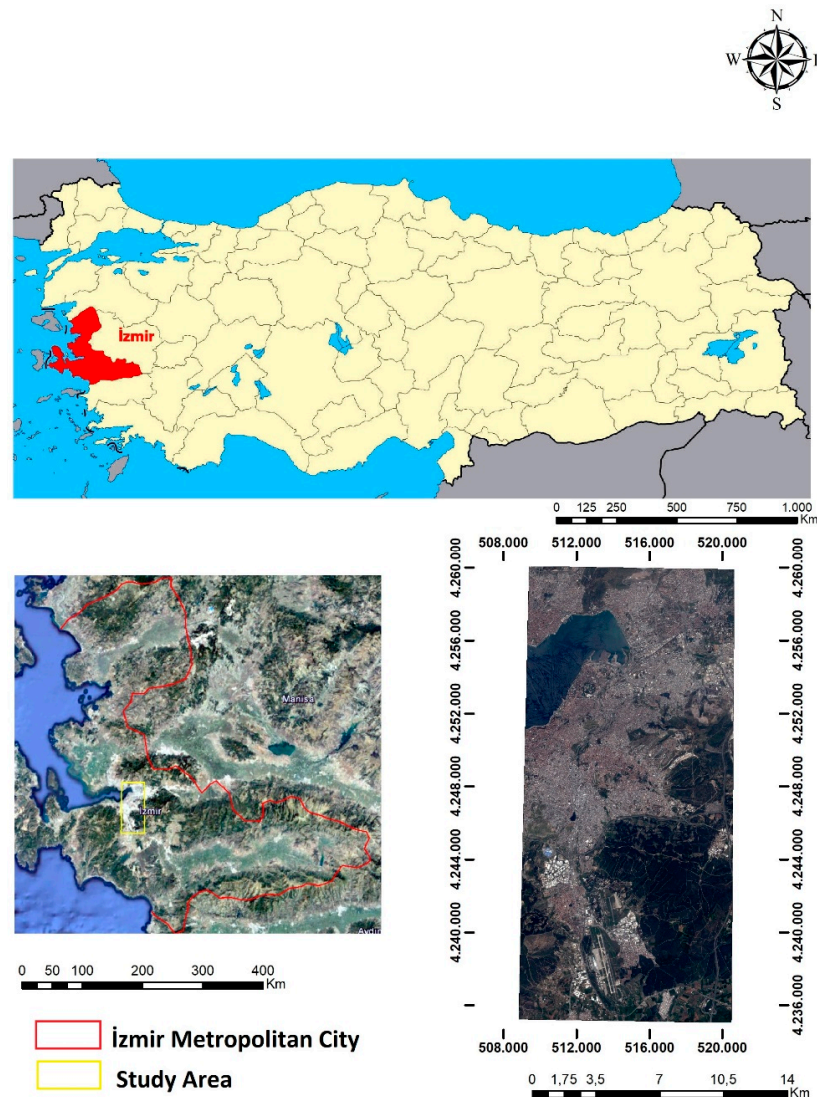 N
W
E
S
İzmir
0 125 250 500 750 1.000
Km
508.000 512.000 516.000 520.000
4.260.000 4.260.000
4.256.000 4.256.000
4.252.000 4.252.000
4.248.000 4.248.000
4.244.000 4.244.000
4.240.000 4.240.000
4.236.000
508.000 512.000 516.000 520.000
Manisa
İzmir
Aydın
0 50 100 200 300 400
Km
İzmir Metropolitan City
Study Area
0 1,75 3,5 7 10,5 14
Km